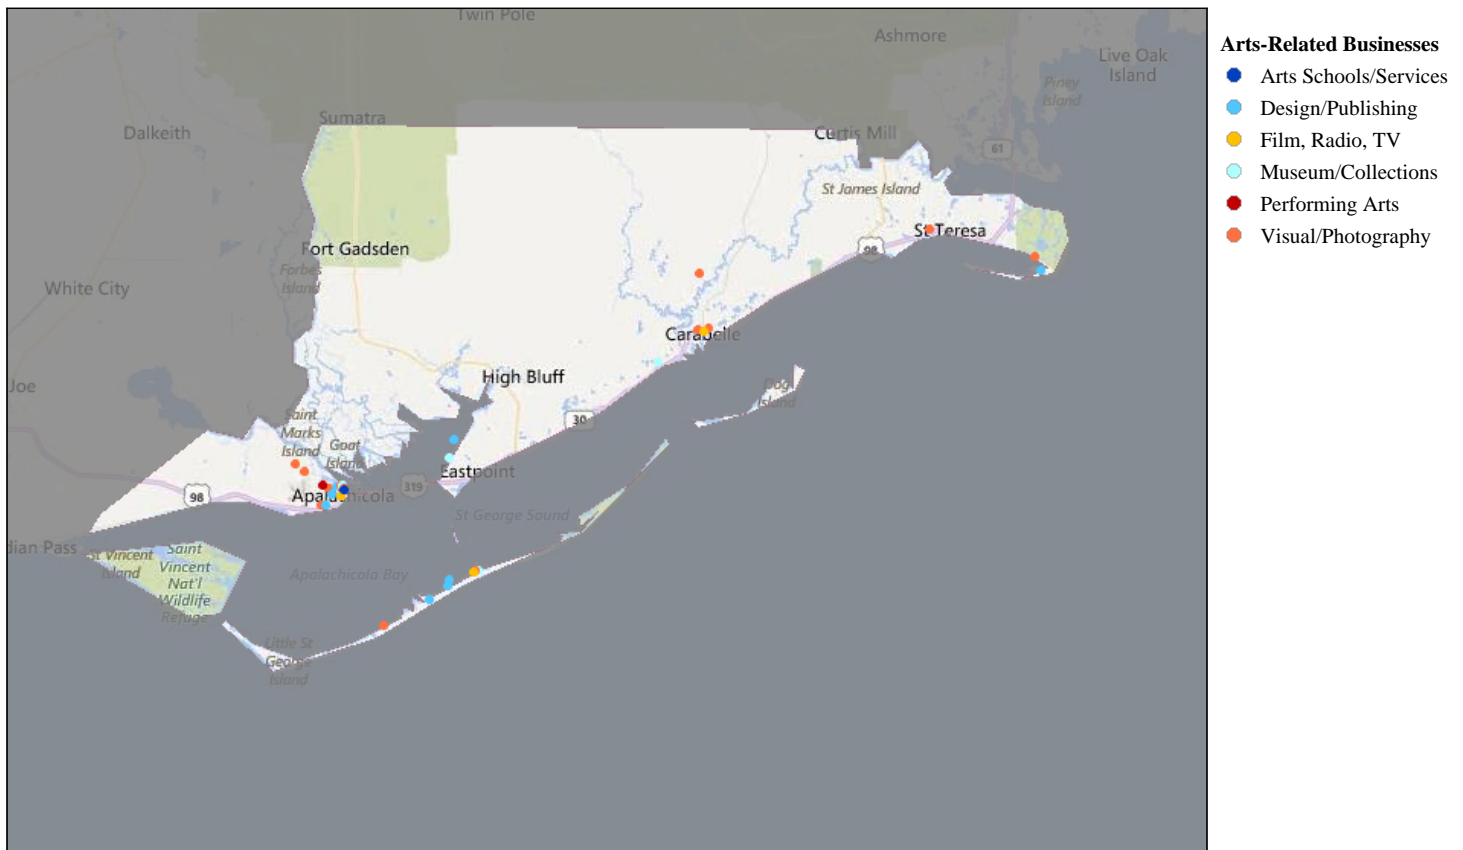 Twin Pole
Ashmore
Live Oak
Island
Piney
Island
Sumatra
Dalkeith
Curtis Mill
61
St James Island
St Teresa
98
Fort Gadsden
Forbes
Island
White City
Carabelle
High Bluff
Joe
Dog
Island
30
Saint
Marks
Island
Goat
Island
Eastpoint
319
98
Apalachicola
St George Sound
dian Pass
St Vincent
Island
Saint
Vincent
Nat'l
Wildlife
Refuge
Apalachicola Bay
Little St
George
Island
Arts-Related Businesses
Arts Schools/Services
Design/Publishing
Film, Radio, TV
Museum/Collections
Performing Arts
Visual/Photography